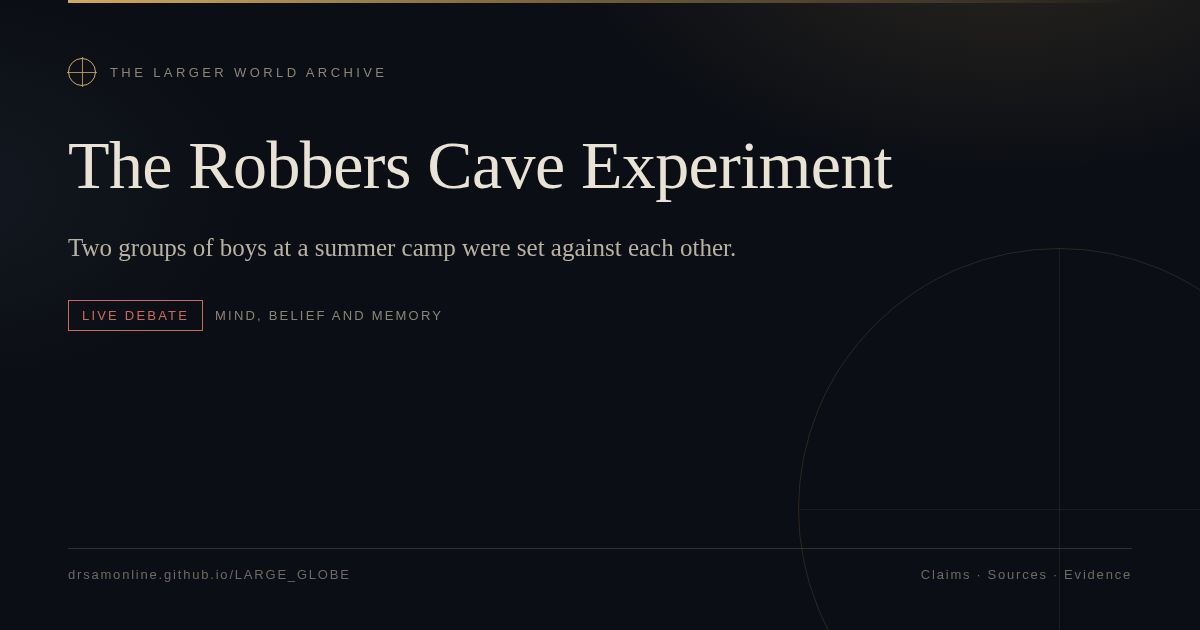 THE LARGER WORLD ARCHIVE
The Robbers Cave Experiment
Two groups of boys at a summer camp were set against each other.
LIVE DEBATE MIND, BELIEF AND MEMORY
drsamonline.github.io/LARGE_GLOBE Claims · Sources · Evidence